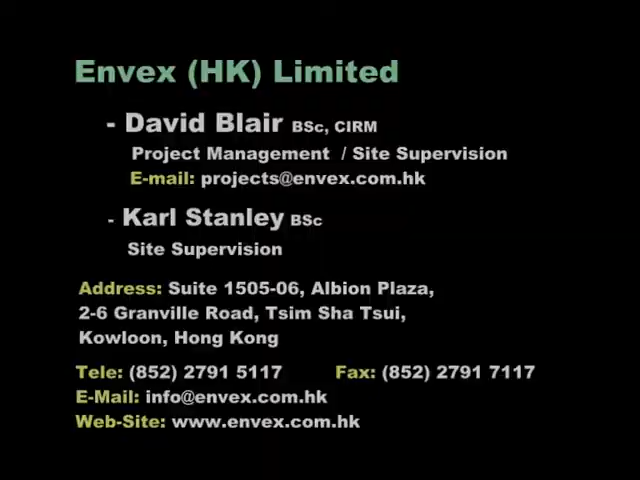 Envex (HK) Limited
- David Blair BSc, CIRM
Project Management / Site Supervision
E-mail: projects@envex.com.hk
- Karl Stanley BSc
Site Supervision
Address: Suite 1505-06, Albion Plaza,
2-6 Granville Road, Tsim Sha Tsui,
Kowloon, Hong Kong
Tele: (852) 2791 5117 Fax: (852) 2791 7117
E-Mail: info@envex.com.hk
Web-Site: www.envex.com.hk